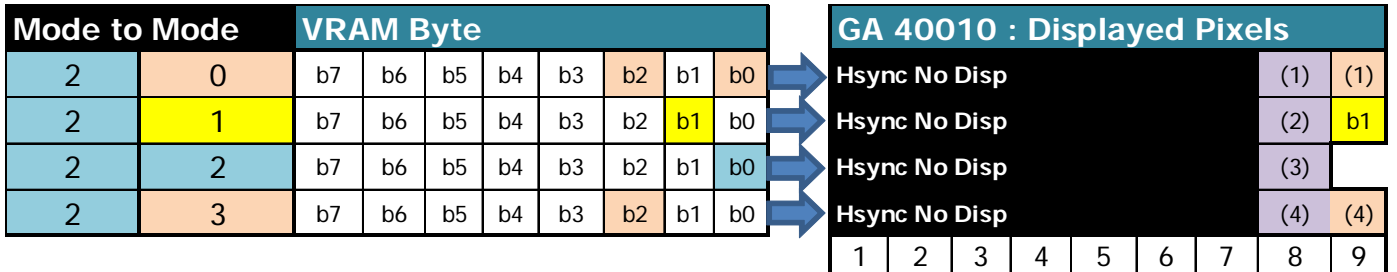 Mode to Mode VRAM Byte GA 40010 : Displayed Pixels
2 0 b7 b6 b5 b4 b3 b2 b1 b0 Hsync No Disp (1) (1)
2 1 b7 b6 b5 b4 b3 b2 b1 b0 Hsync No Disp (2) b1
2 2 b7 b6 b5 b4 b3 b2 b1 b0 Hsync No Disp (3)
2 3 b7 b6 b5 b4 b3 b2 b1 b0 Hsync No Disp (4) (4)
1 2 3 4 5 6 7 8 9